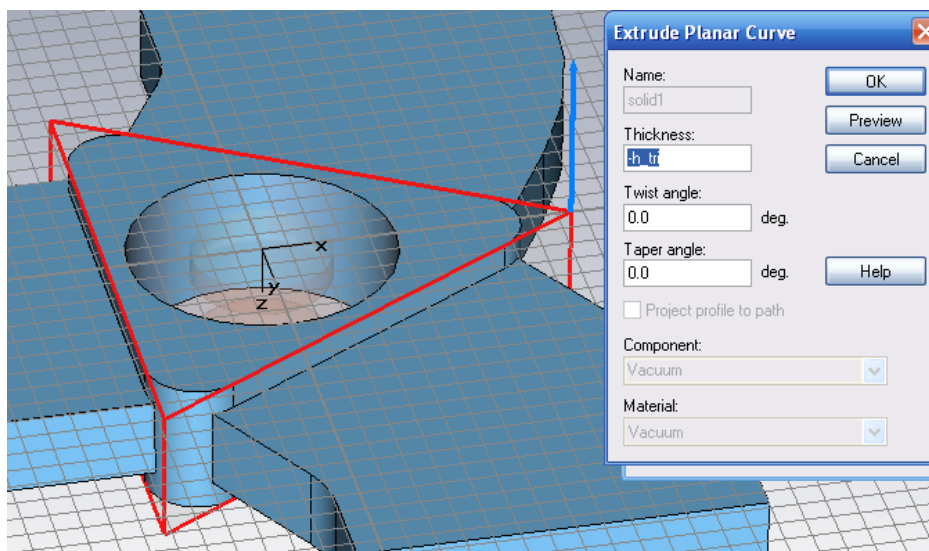 Extrude Planar Curve
Name:
solid1
OK
Thickness:
-h_tri
Preview
Cancel
Twist angle:
0.0 deg.
Taper angle:
0.0 deg.
Help
Project profile to path
Component:
Vacuum
Material:
Vacuum
x
y
z